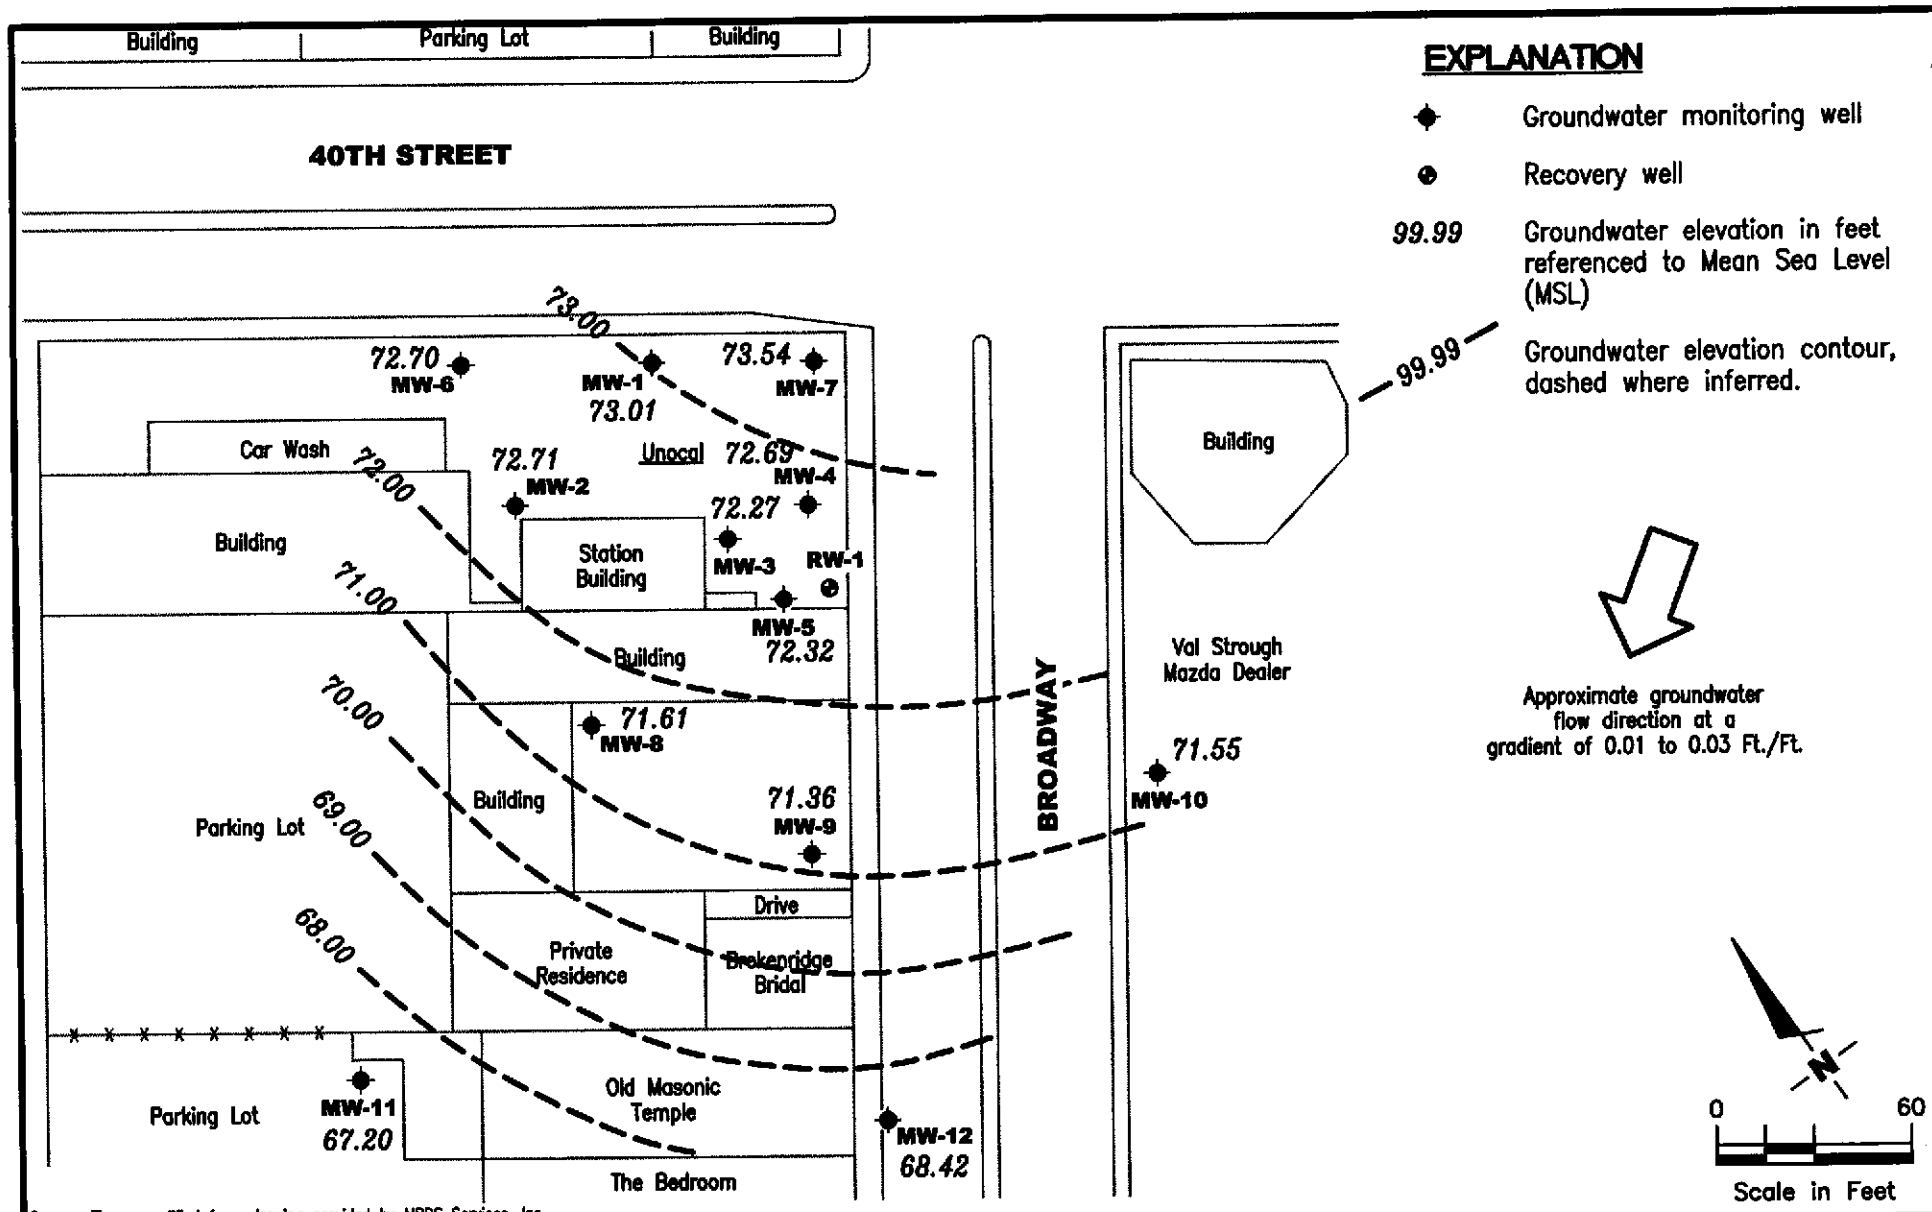 Building
Parking Lot
Building
EXPLANATION
Groundwater monitoring well
Recovery well
99.99
Groundwater elevation in feet
referenced to Mean Sea Level
(MSL)
99.99
Groundwater elevation contour,
dashed where inferred.
40TH STREET
73.00
72.70
MW-6
MW-1
73.01
73.54
MW-7
Car Wash
72.00
72.71
MW-2
Unocal
72.69
MW-4
72.27
MW-3
Building
Station
Building
RW-1
MW-5
72.32
71.00
Building
Building
Val Strough
Mazda Dealer
BROADWAY
Approximate groundwater
flow direction at a
gradient of 0.01 to 0.03 Ft./Ft.
70.00
71.61
MW-8
71.55
MW-10
Building
71.36
MW-9
69.00
Parking Lot
Drive
68.00
Private
Residence
Brekenridge
Bridal
N
Parking Lot
MW-11
67.20
Old Masonic
Temple
MW-12
68.42
The Bedroom
0 60
Scale in Feet